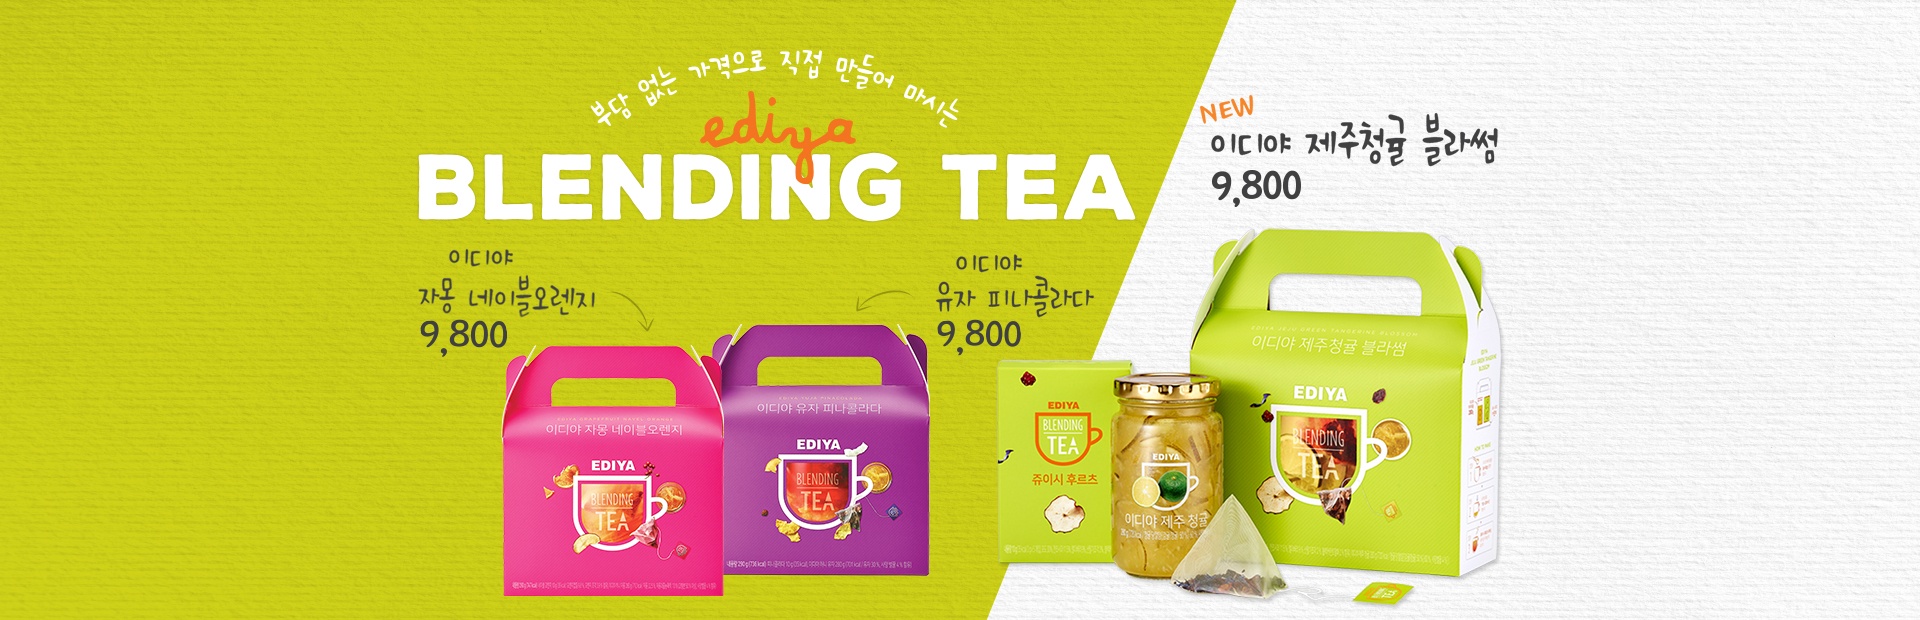 부담 없는 가격으로 직접 만들어 마시는
ediya
BLENDING TEA
이디야
자몽 네이블오렌지
9,800
이디야
유자 피나콜라다
9,800
NEW
이디야 제주청귤 블라썸
9,800
이디야 자몽 네이블오렌지
EDIYA
BLENDING
TEA
이디야 유자 피나콜라다
EDIYA
BLENDING
TEA
EDIYA
BLENDING
TEA
쥬이시 후르츠
EDIYA
이디야 제주 청귤
EDIYA JEJU GREEN TANGERINE BLOSSOM
이디야 제주청귤 블라썸
EDIYA
BLENDING
TEA